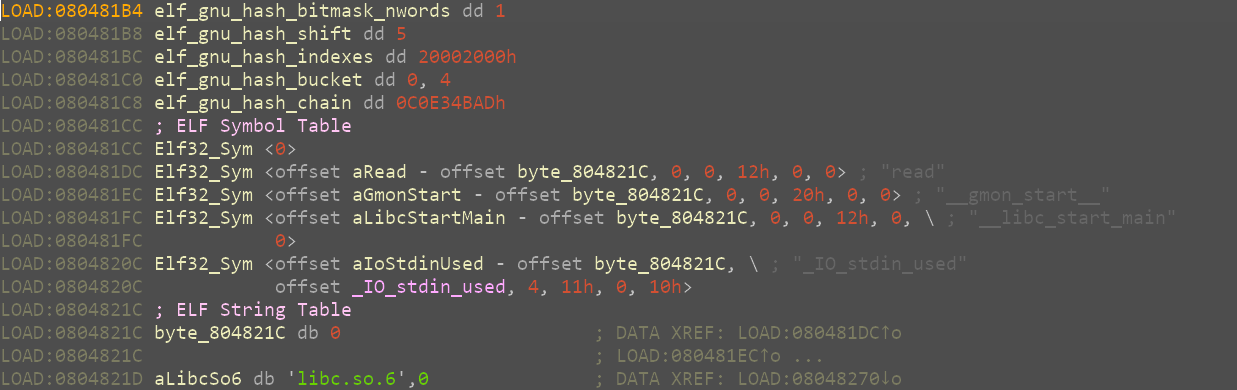 LOAD:080481B4 elf_gnu_hash_bitmask_nwords dd 1
LOAD:080481B8 elf_gnu_hash_shift dd 5
LOAD:080481BC elf_gnu_hash_indexes dd 20002000h
LOAD:080481C0 elf_gnu_hash_bucket dd 0, 4
LOAD:080481C8 elf_gnu_hash_chain dd 0C0E34BADh
LOAD:080481CC ; ELF Symbol Table
LOAD:080481CC Elf32_Sym <0>
LOAD:080481DC Elf32_Sym <offset aRead - offset byte_804821C, 0, 0, 12h, 0, 0> ; "read"
LOAD:080481EC Elf32_Sym <offset aGmonStart - offset byte_804821C, 0, 0, 20h, 0, 0> ; "__gmon_start__"
LOAD:080481FC Elf32_Sym <offset aLibcStartMain - offset byte_804821C, 0, 0, 12h, 0, \ ; "__libc_start_main"
LOAD:080481FC 0>
LOAD:0804820C Elf32_Sym <offset aIoStdinUsed - offset byte_804821C, \ ; "_IO_stdin_used"
LOAD:0804820C offset _IO_stdin_used, 4, 11h, 0, 10h>
LOAD:0804821C ; ELF String Table
LOAD:0804821C byte_804821C db 0 ; DATA XREF: LOAD:080481DC↑o
LOAD:0804821C ; LOAD:080481EC↑o ...
LOAD:0804821D aLibcSo6 db 'libc.so.6',0 ; DATA XREF: LOAD:08048270↓o